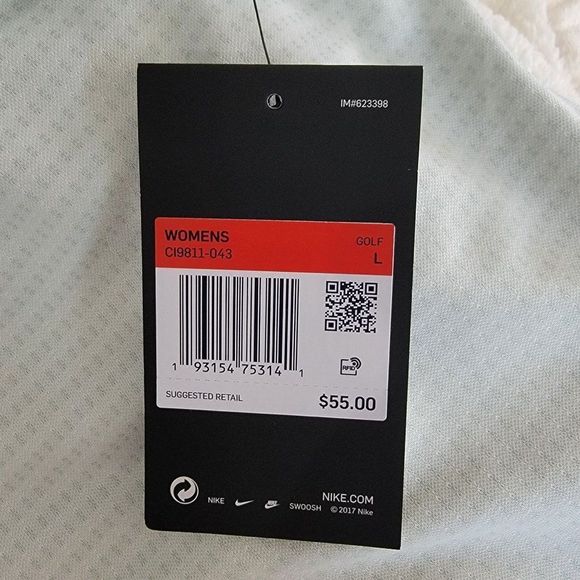 IM#623398
WOMENS GOLF
CI9811-043 L
1 93154 75314 1
RFID
SUGGESTED RETAIL $55.00
NIKE NIKE SWOOSH NIKE.COM
© 2017 Nike